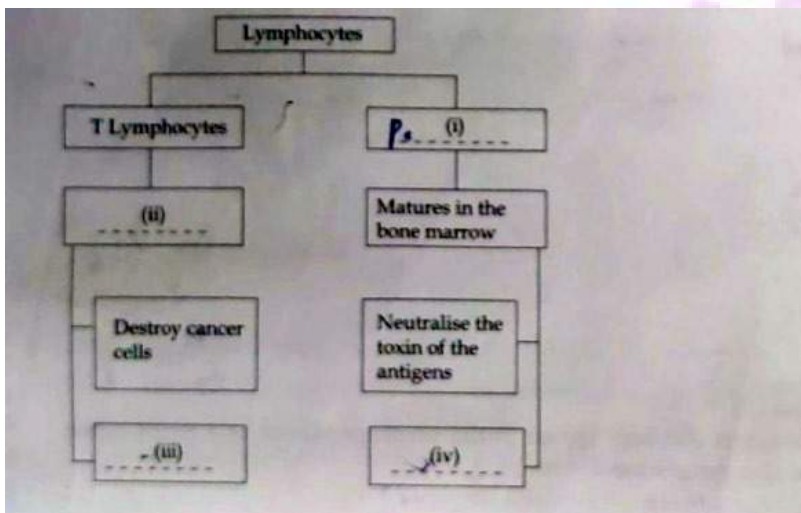 Lymphocytes
T Lymphocytes
(i)
(ii)
Matures in the
bone marrow
Destroy cancer
cells
Neutralise the
toxin of the
antigens
(iii)
(iv)